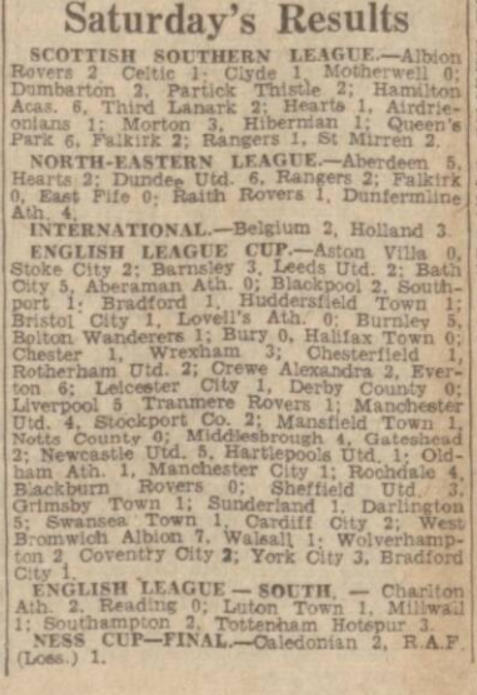 Saturday's Results
SCOTTISH SOUTHERN LEAGUE.—Albion
Rovers 2, Celtic 1; Clyde 1, Motherwell 0;
Dumbarton 2, Partick Thistle 2; Hamilton
Acas. 6, Third Lanark 2; Hearts 1, Airdrie-
onians 1; Morton 3, Hibernian 1; Queen's
Park 6, Falkirk 2; Rangers 1, St Mirren 2.
NORTH-EASTERN LEAGUE.—Aberdeen 5,
Hearts 2; Dundee Utd. 6, Rangers 2; Falkirk
0, East Fife 0; Raith Rovers 1, Dunfermline
Ath. 4.
INTERNATIONAL.—Belgium 2, Holland 3.
ENGLISH LEAGUE CUP.—Aston Villa 0,
Stoke City 2; Barnsley 3, Leeds Utd. 2; Bath
City 5, Aberaman Ath. 0; Blackpool 2, South-
port 1; Bradford 1, Huddersfield Town 1;
Bristol City 1, Lovell's Ath. 0; Burnley 5,
Bolton Wanderers 1; Bury 0, Halifax Town 0;
Chester 1, Wrexham 3; Chesterfield 1,
Rotherham Utd. 2; Crewe Alexandra 2, Ever-
ton 6; Leicester City 1, Derby County 0;
Liverpool 5 Tranmere Rovers 1; Manchester
Utd. 4, Stockport Co. 2; Mansfield Town 1,
Notts County 0; Middlesbrough 4, Gateshead
2; Newcastle Utd. 5, Hartlepools Utd. 1; Old-
ham Ath. 1, Manchester City 1; Rochdale 4,
Blackburn Rovers 0; Sheffield Utd. 3,
Grimsby Town 1; Sunderland 1, Darlington
5; Swansea Town 1, Cardiff City 2; West
Bromwich Albion 7, Walsall 1; Wolverhamp-
ton 2, Coventry City 2; York City 3, Bradford
City 1.
ENGLISH LEAGUE — SOUTH. — Charlton
Ath. 2, Reading 0; Luton Town 1, Millwall
1; Southampton 2, Tottenham Hotspur 3.
NESS CUP—FINAL.—Caledonian 2, R.A.F.
(Loss.) 1.